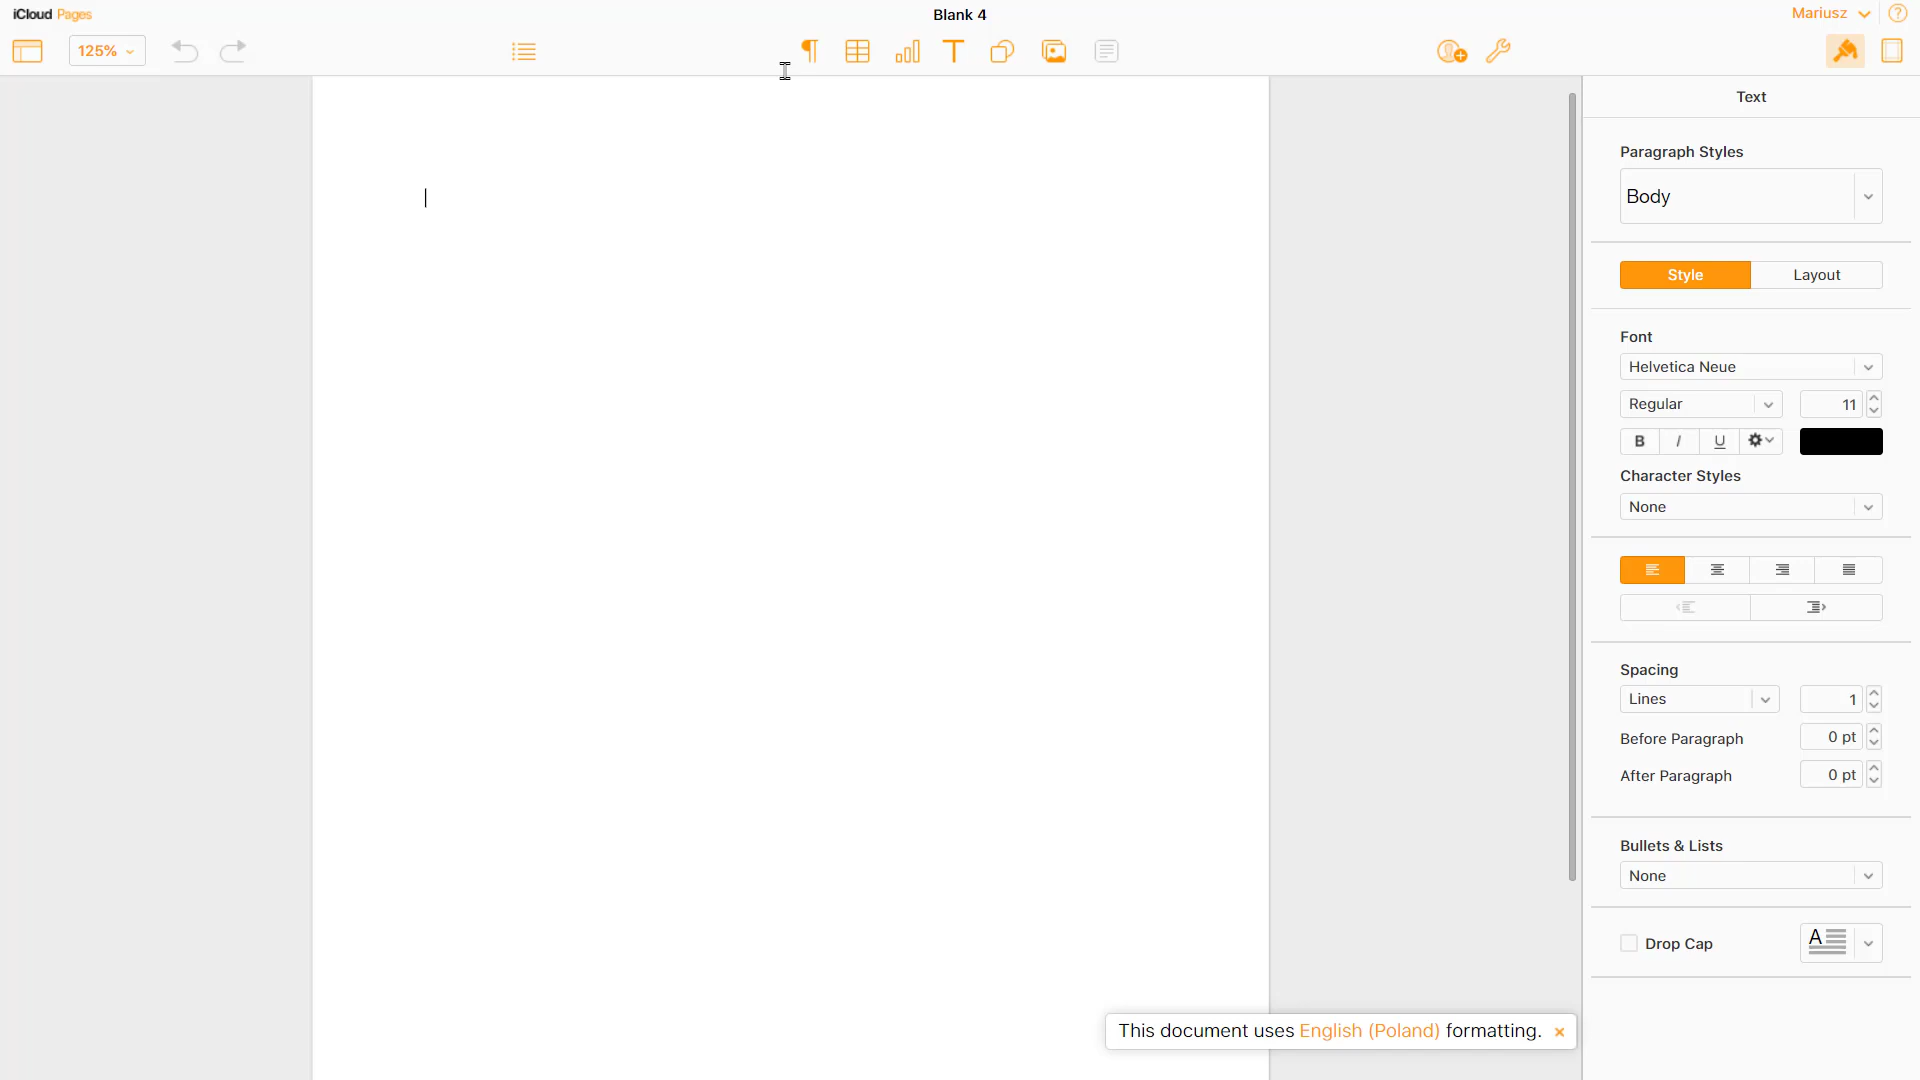 iCloud Pages
Blank 4
Mariusz
125%
Text
Paragraph Styles
Body
Style
Layout
Font
Helvetica Neue
Regular
11
B I U
Character Styles
None
Spacing
Lines
1
Before Paragraph
0 pt
After Paragraph
0 pt
Bullets & Lists
None
Drop Cap
A
This document uses English (Poland) formatting.